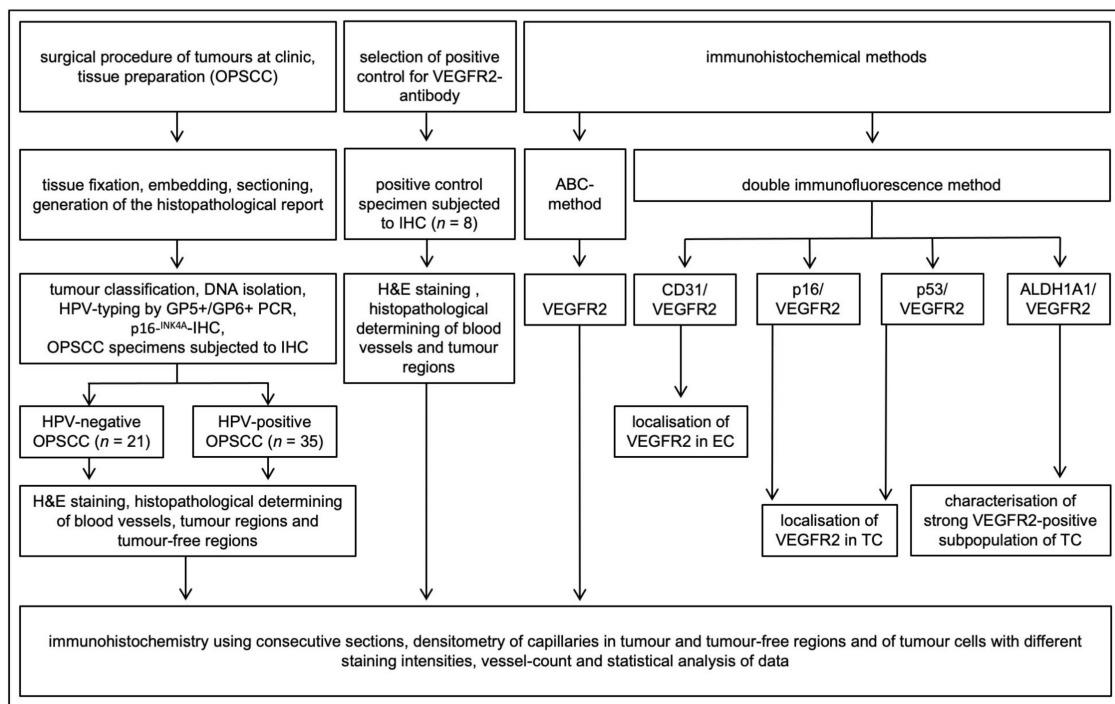 surgical procedure of tumours at clinic,
tissue preparation (OPSCC)
selection of positive
control for VEGFR2-
antibody
immunohistochemical methods
tissue fixation, embedding, sectioning,
generation of the histopathological report
positive control
specimen subjected
to IHC (n = 8)
ABC-
method
double immunofluorescence method
tumour classification, DNA isolation,
HPV-typing by GP5+/GP6+ PCR,
p16-INK4A-IHC,
OPSCC specimens subjected to IHC
H&E staining ,
histopathological
determining of blood
vessels and tumour
regions
VEGFR2
CD31/
VEGFR2
p16/
VEGFR2
p53/
VEGFR2
ALDH1A1/
VEGFR2
HPV-negative
OPSCC (n = 21)
HPV-positive
OPSCC (n = 35)
localisation of
VEGFR2 in EC
H&E staining, histopathological determining
of blood vessels, tumour regions and
tumour-free regions
localisation of
VEGFR2 in TC
characterisation of
strong VEGFR2-positive
subpopulation of TC
immunohistochemistry using consecutive sections, densitometry of capillaries in tumour and tumour-free regions and of tumour cells with different
staining intensities, vessel-count and statistical analysis of data